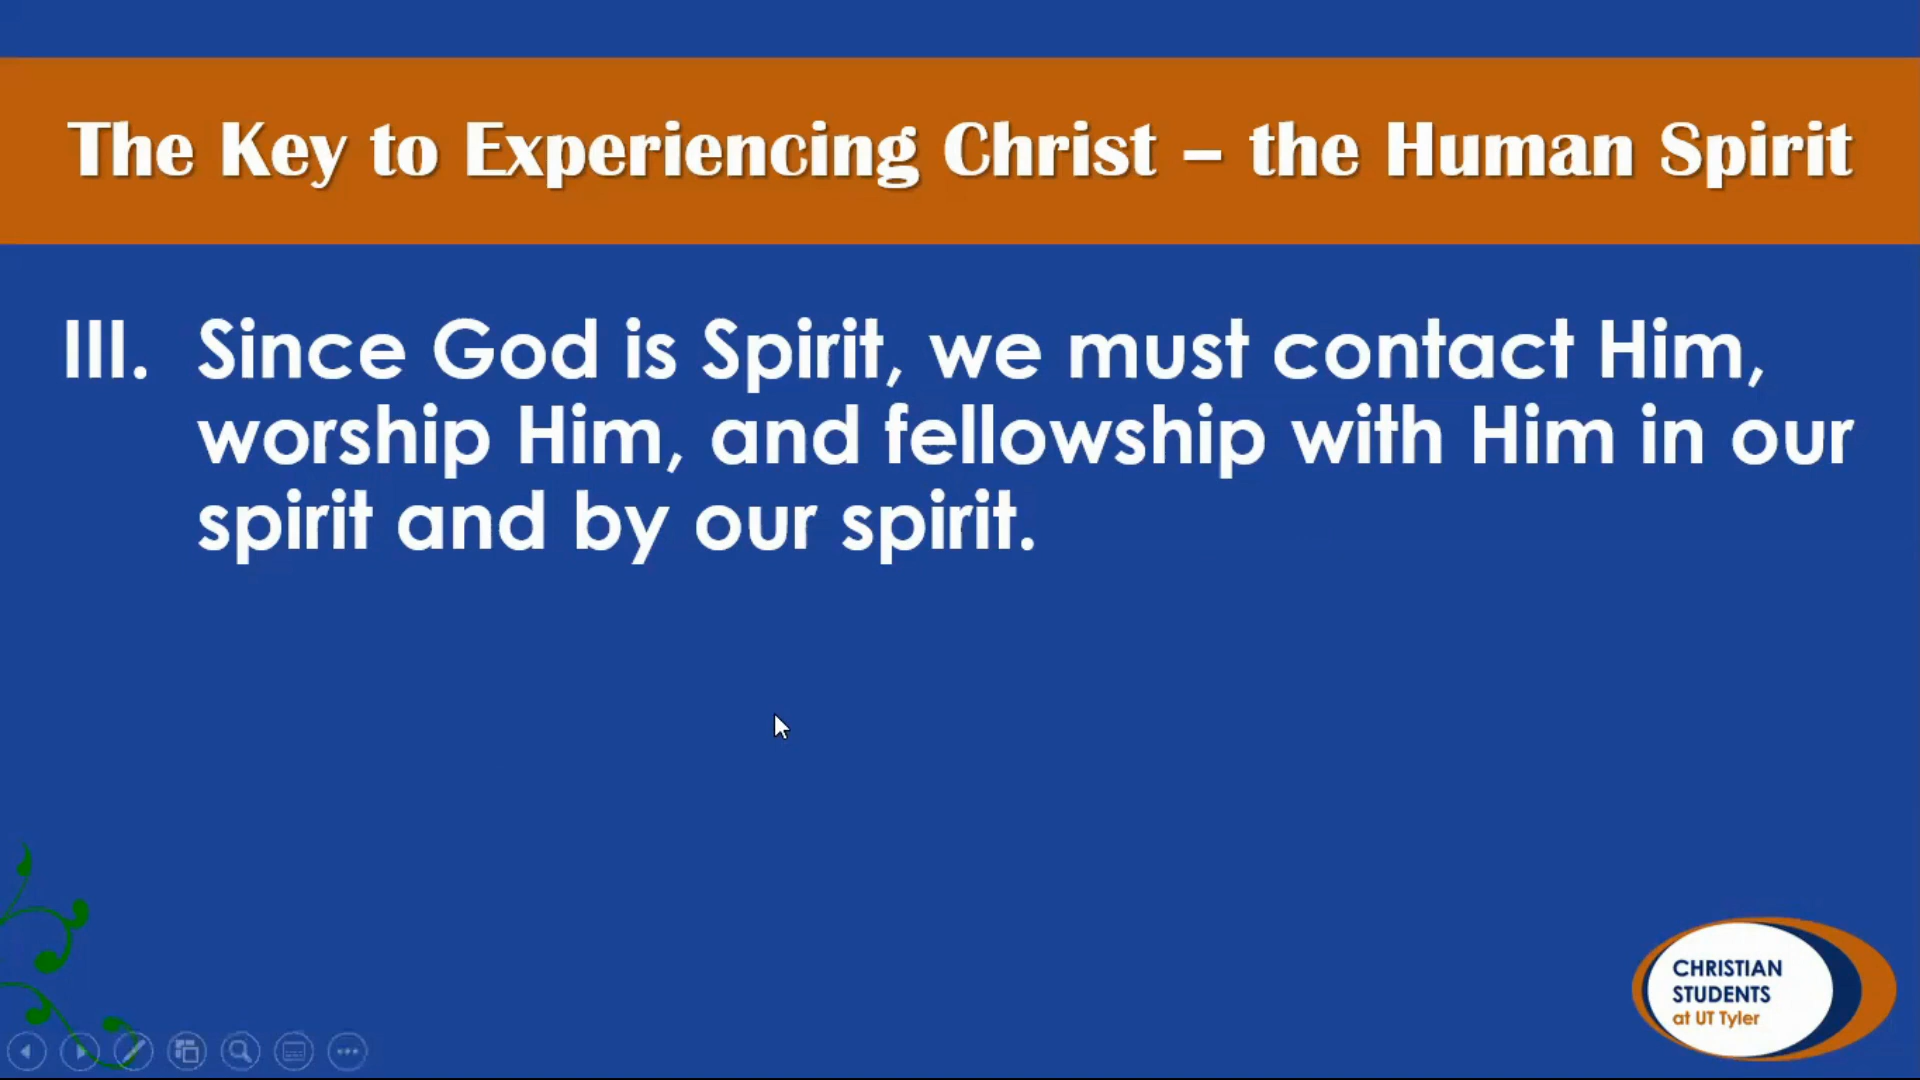 The Key to Experiencing Christ – the Human Spirit
III. Since God is Spirit, we must contact Him,
worship Him, and fellowship with Him in our
spirit and by our spirit.
CHRISTIAN
STUDENTS
at UT Tyler